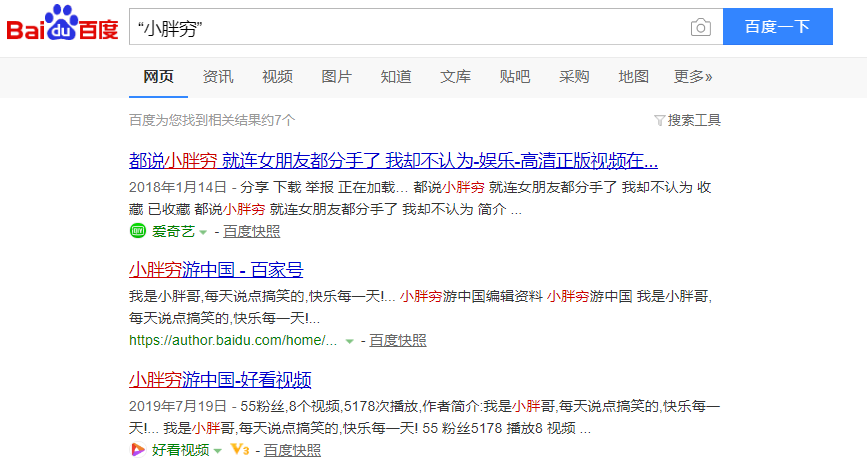 Bai du 百度
“小胖穷”
百度一下
网页 资讯 视频 图片 知道 文库 贴吧 采购 地图 更多»
百度为您找到相关结果约7个
搜索工具
都说小胖穷 就连女朋友都分手了 我却不认为-娱乐-高清正版视频在...
2018年1月14日 - 分享 下载 举报 正在加载... 都说小胖穷 就连女朋友都分手了 我却不认为 收
藏 已收藏 都说小胖穷 就连女朋友都分手了 我却不认为 简介 ...
爱奇艺 - 百度快照
小胖穷游中国 - 百家号
我是小胖哥,每天说点搞笑的,快乐每一天!... 小胖穷游中国编辑资料 小胖穷游中国 我是小胖哥,
每天说点搞笑的,快乐每一天!...
https://author.baidu.com/home/... - 百度快照
小胖穷游中国-好看视频
2019年7月19日 - 55粉丝,8个视频,5178次播放,作者简介:我是小胖哥,每天说点搞笑的,快乐每一
天!... 我是小胖哥,每天说点搞笑的,快乐每一天! 55 粉丝5178 播放8 视频 ...
好看视频 V3 - 百度快照